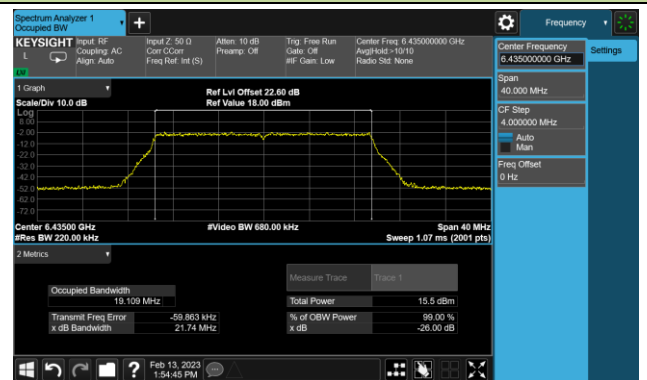 Spectrum Analyzer 1
Occupied BW
Frequency
KEYSIGHT
L
Input: RF
Coupling: AC
Align: Auto
Input Z: 50 Ω
Corr CCorr
Freq Ref: Int (S)
Atten: 10 dB
Preamp: Off
Trig: Free Run
Gate: Off
#IF Gain: Low
Center Freq: 6.435000000 GHz
Avg|Hold:>10/10
Radio Std: None
Center Frequency
6.435000000 GHz
Settings
Span
40.000 MHz
CF Step
4.000000 MHz
Auto
Man
Freq Offset
0 Hz
1 Graph
Scale/Div 10.0 dB
Ref Lvl Offset 22.60 dB
Ref Value 18.00 dBm
Log
8.00
-2.00
-12.0
-22.0
-32.0
-42.0
-52.0
-62.0
-72.0
Center 6.43500 GHz
#Res BW 220.00 kHz
#Video BW 680.00 kHz
Span 40 MHz
Sweep 1.07 ms (2001 pts)
2 Metrics
Measure Trace
Trace 1
Occupied Bandwidth
19.109 MHz
Total Power
15.5 dBm
Transmit Freq Error
-59.863 kHz
% of OBW Power
99.00 %
x dB Bandwidth
21.74 MHz
x dB
-26.00 dB
?
Feb 13, 2023
1:54:45 PM